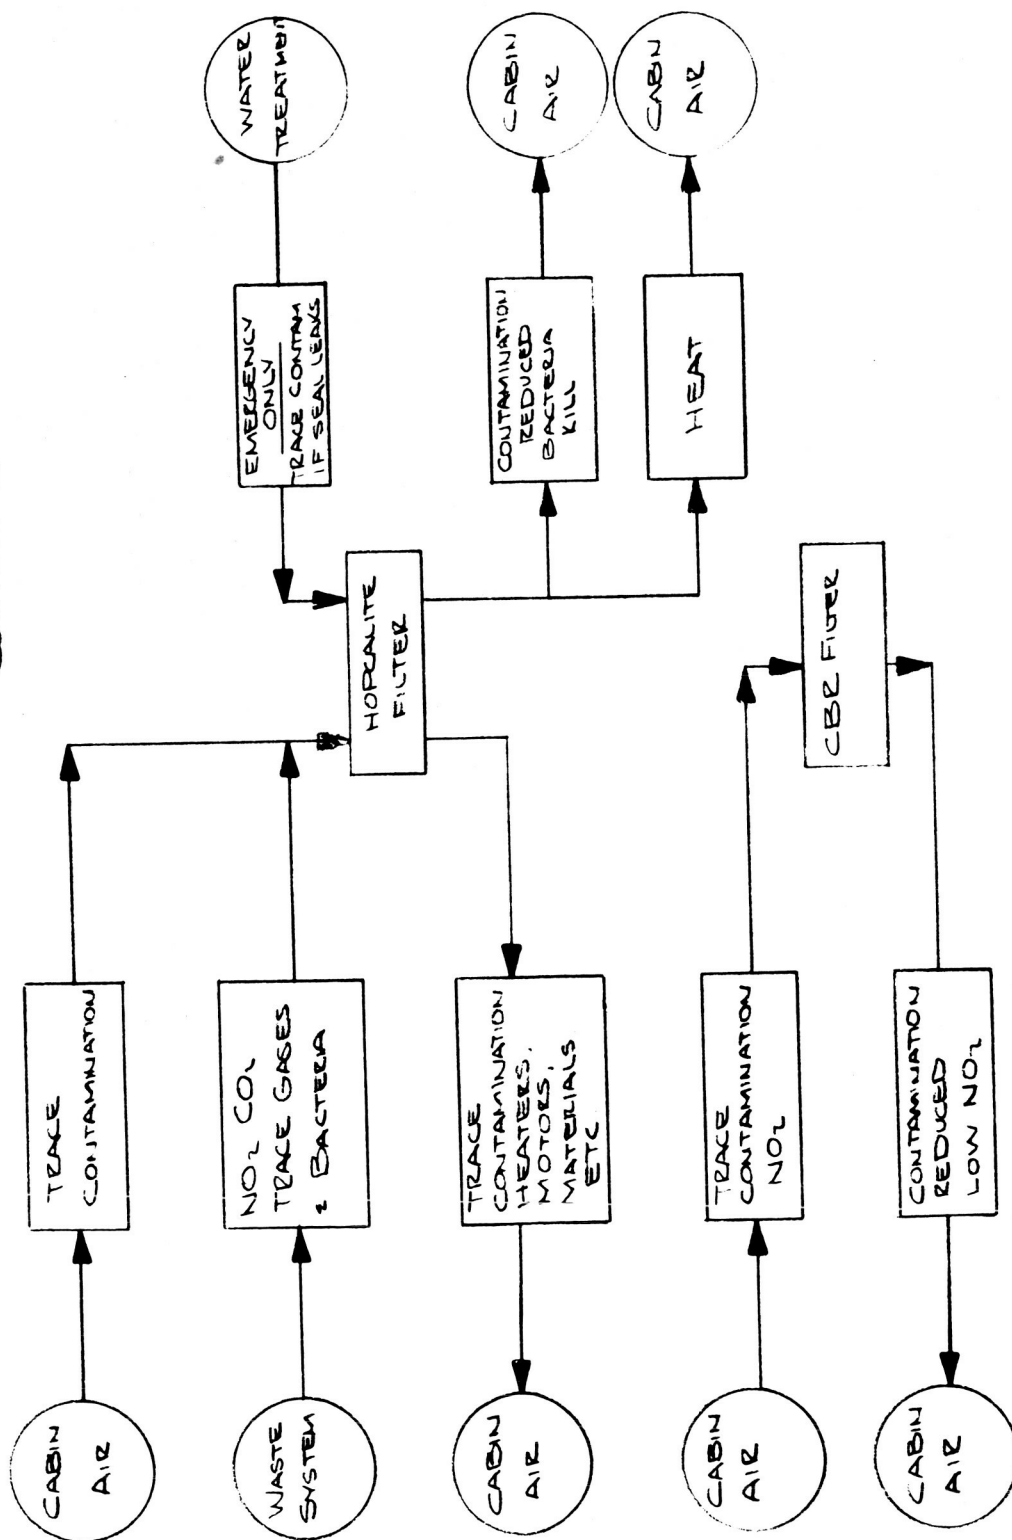 CABIN
AIR
TRACE
CONTAMINATION
WASTE
SYSTEM
NO₂ CO₂
TRACE GASES
& BACTERIA
HOPCALITE
FILTER
EMERGENCY
ONLY
TRACE CONTAM
IF SEAL LEAKS
WATER
TREATMENT
CONTAMINATION
REDUCED
BACTERIA
KILL
CABIN
AIR
HEAT
CABIN
AIR
CABIN
AIR
TRACE
CONTAMINATION
HEATERS,
MOTORS,
MATERIALS
ETC
CABIN
AIR
TRACE
CONTAMINATION
NO₂
CBR FILTER
CABIN
AIR
CONTAMINATION
REDUCED
LOW NO₂